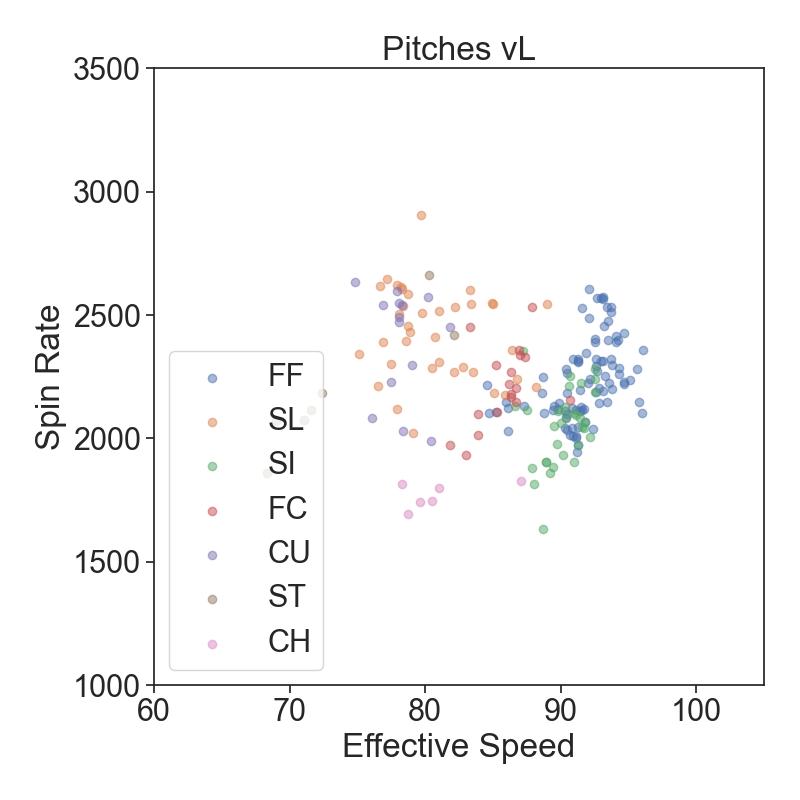 Pitches vL
3500
3000
2500
2000
1500
1000
Spin Rate
FF
SL
SI
FC
CU
ST
CH
60 70 80 90 100
Effective Speed